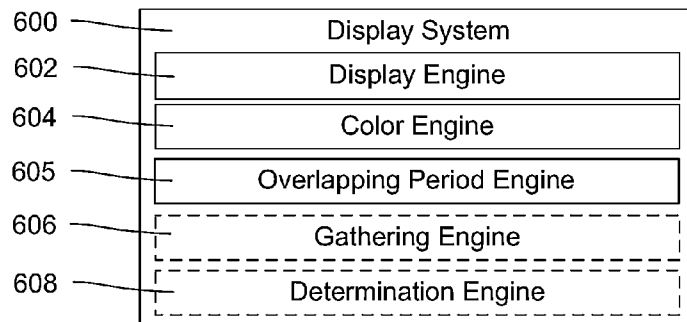 600 Display System
602 Display Engine
604 Color Engine
605 Overlapping Period Engine
606 Gathering Engine
608 Determination Engine